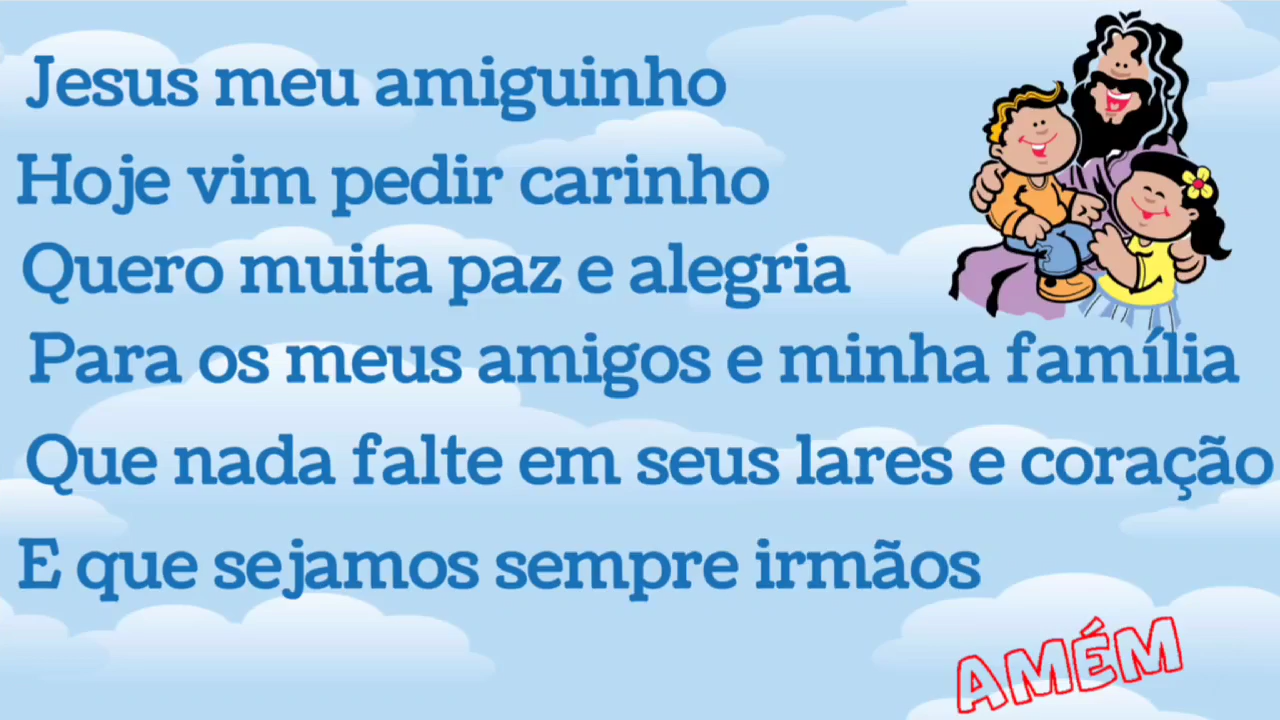 Jesus meu amiguinho
Hoje vim pedir carinho
Quero muita paz e alegria
Para os meus amigos e minha família
Que nada falte em seus lares e coração
E que sejamos sempre irmãos
AMÉM